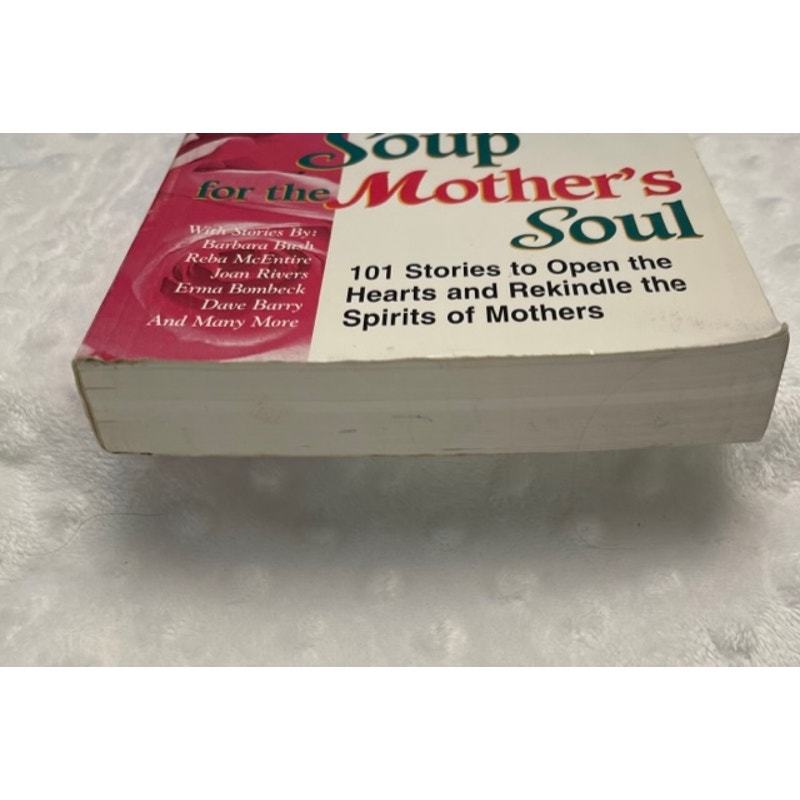 Soup
for the Mother's
Soul
With Stories By:
Barbara Bush
Reba McEntire
Joan Rivers
Erma Bombeck
Dave Barry
And Many More
101 Stories to Open the
Hearts and Rekindle the
Spirits of Mothers